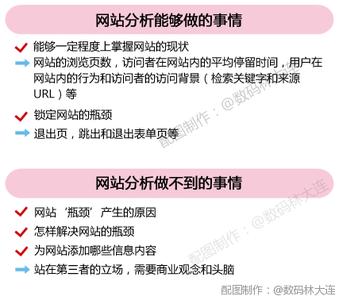 网站分析能够做的事情
能够一定程度上掌握网站的现状
网站的浏览页数，访问者在网站内的平均停留时间，用户在
网站内的行为和访问者的访问背景（检索关键字和来源
URL）等
锁定网站的瓶颈
退出页，跳出和退出表单页等
配图制作：@数码林大连
网站分析做不到的事情
网站‘瓶颈’产生的原因
怎样解决网站的瓶颈
为网站添加哪些信息内容
站在第三者的立场，需要商业观念和头脑
配图制作：@数码林大连
配图制作：@数码林大连